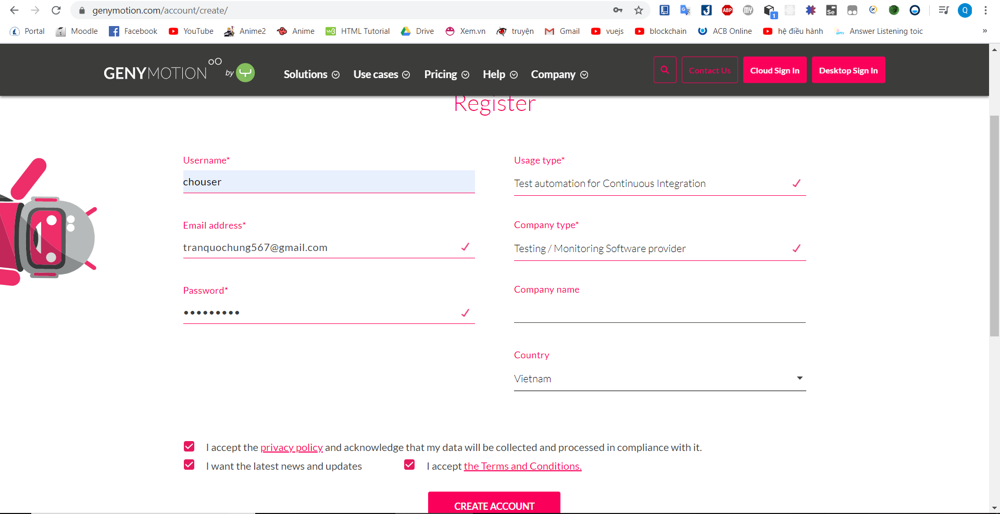 genymotion.com/account/create/
Portal Moodle Facebook YouTube Anime2 Anime HTML Tutorial Drive Xem.vn truyện Gmail vuejs blockchain ACB Online hệ điều hành Answer Listening toic »
GENYMOTION by Solutions Use cases Pricing Help Company Contact Us Cloud Sign In Desktop Sign In
Register
Username*
chouser
Usage type*
Test automation for Continuous Integration
Email address*
tranquochung567@gmail.com
Company type*
Testing / Monitoring Software provider
Password*
•••••••••
Company name
Country
Vietnam
I accept the privacy policy and acknowledge that my data will be collected and processed in compliance with it.
I want the latest news and updates I accept the Terms and Conditions.
CREATE ACCOUNT